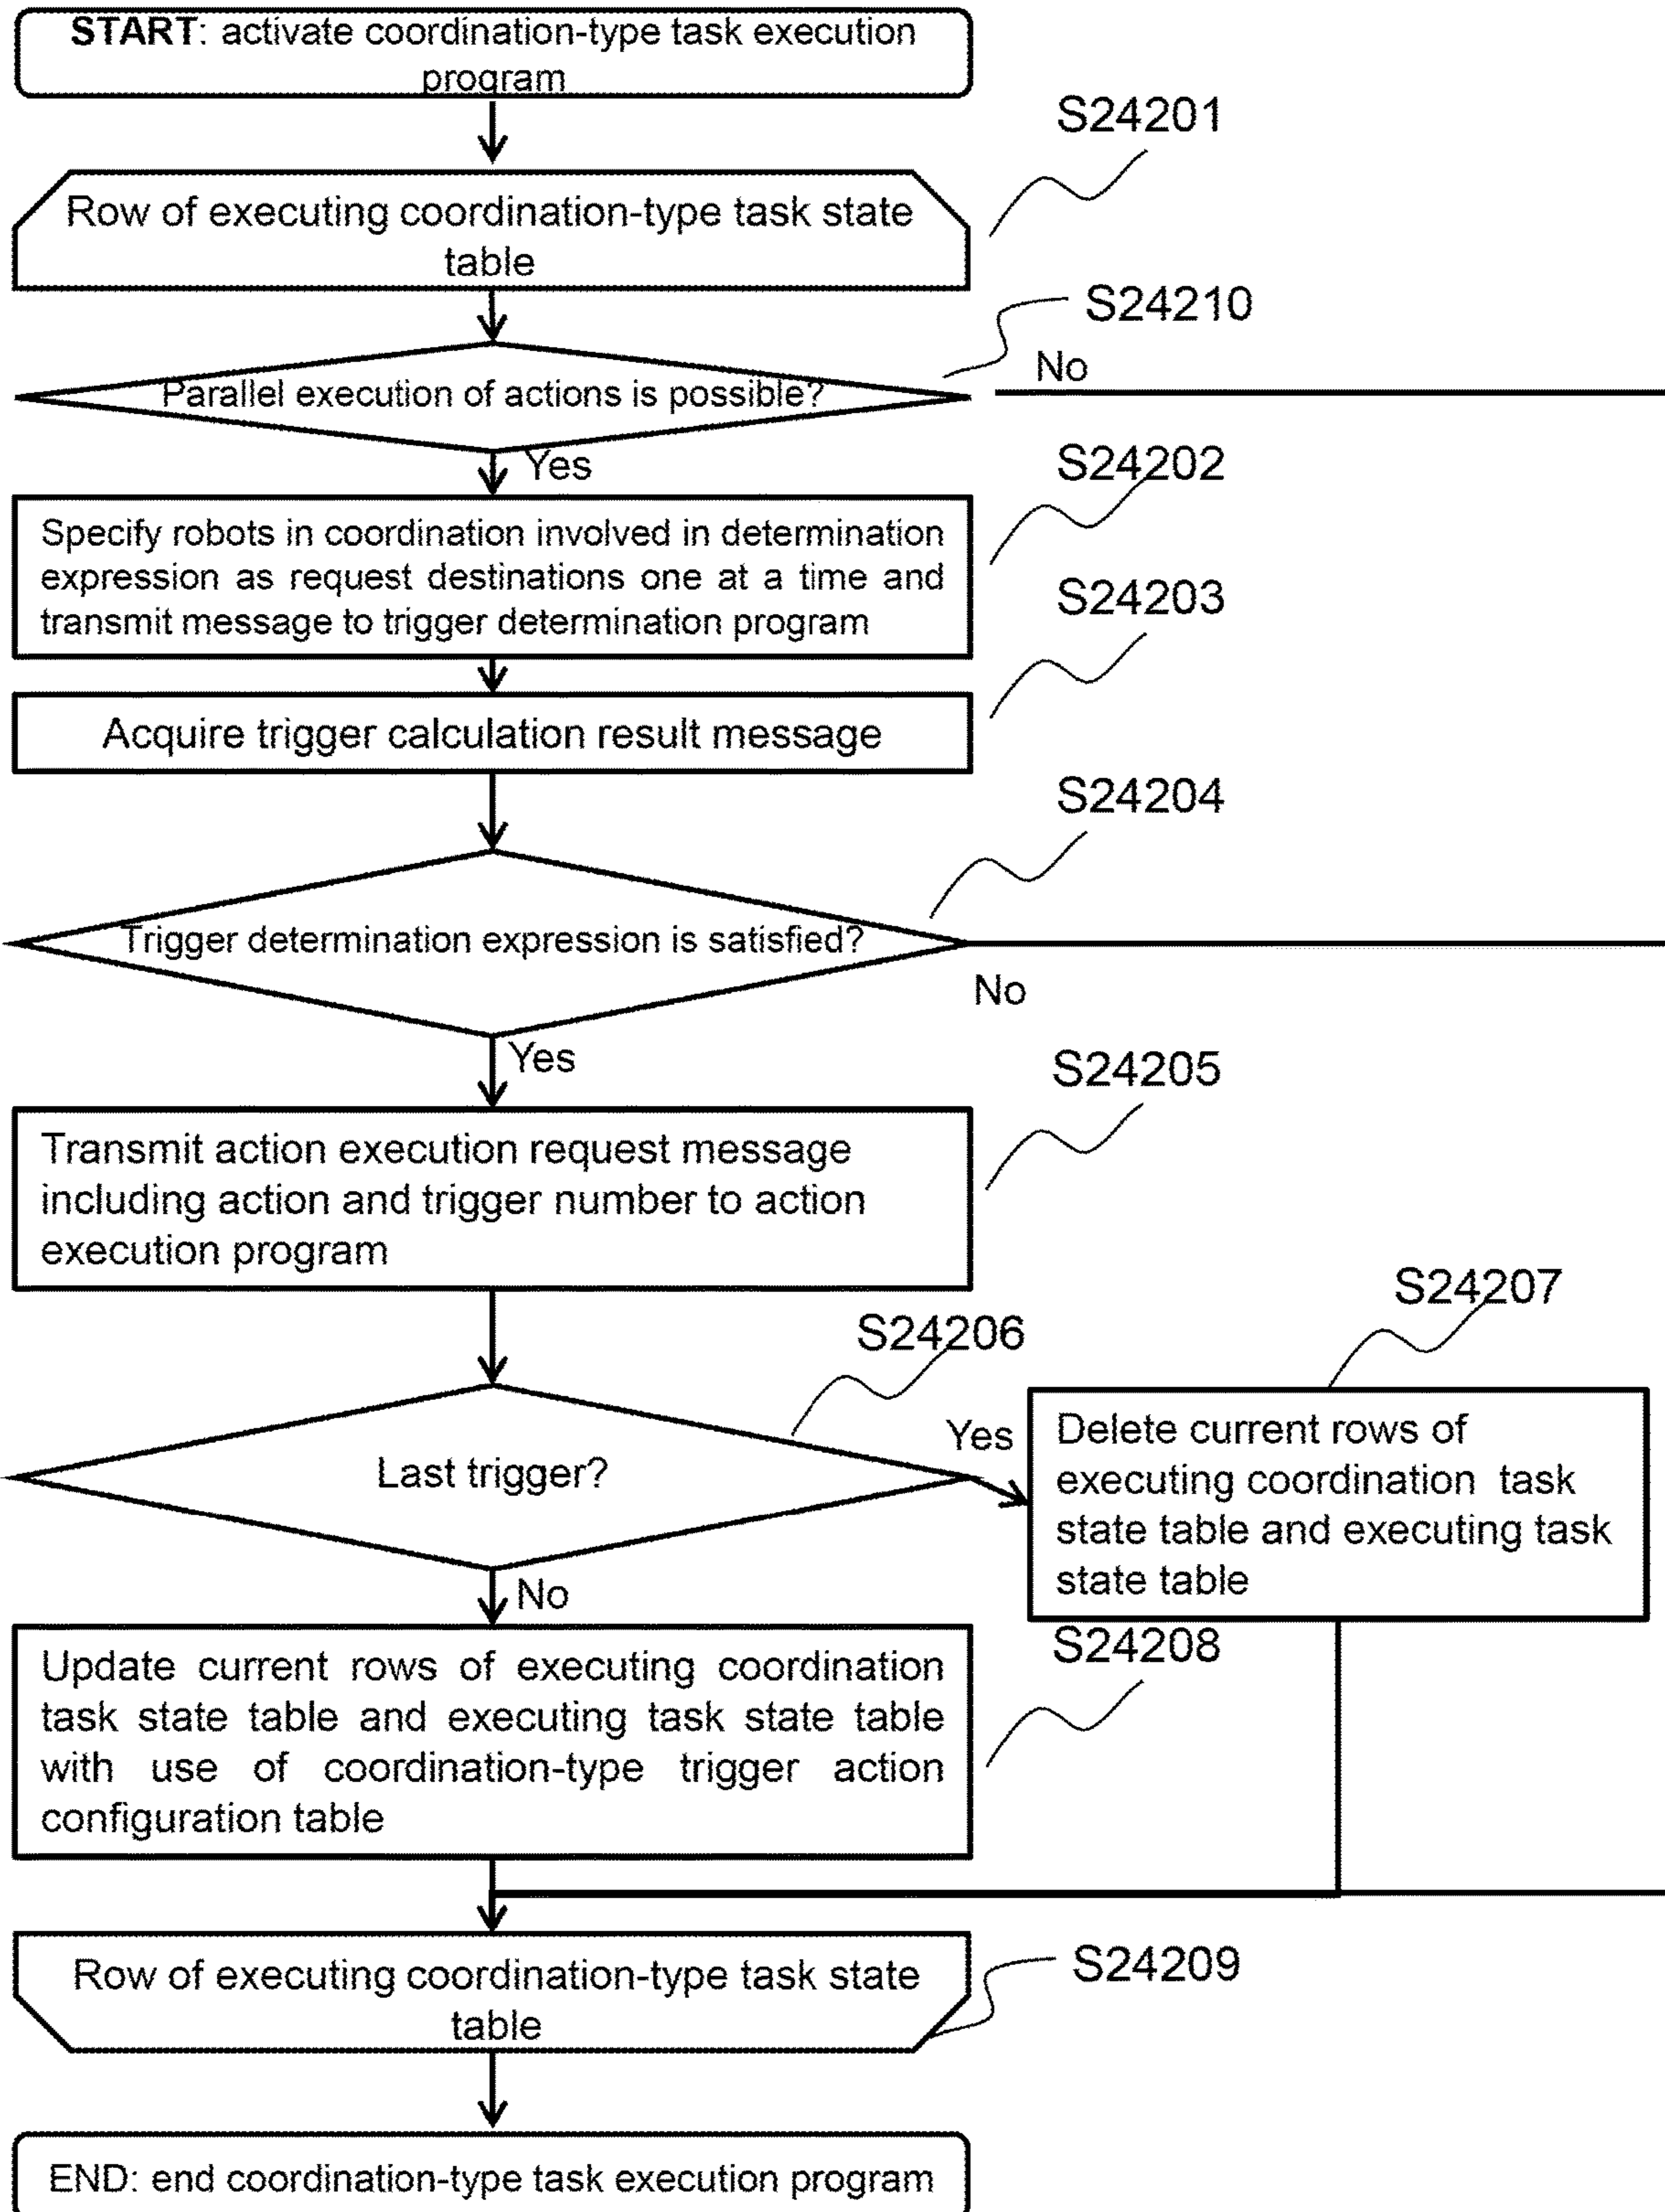 START: activate coordination-type task execution
program
S24201
Row of executing coordination-type task state
table
S24210
Parallel execution of actions is possible?
No
Yes
S24202
Specify robots in coordination involved in determination
expression as request destinations one at a time and
transmit message to trigger determination program
S24203
Acquire trigger calculation result message
S24204
Trigger determination expression is satisfied?
No
Yes
S24205
Transmit action execution request message
including action and trigger number to action
execution program
S24206
S24207
Last trigger?
Yes
Delete current rows of
executing coordination task
state table and executing task
state table
No
S24208
Update current rows of executing coordination
task state table and executing task state table
with use of coordination-type trigger action
configuration table
Row of executing coordination-type task state
table
S24209
END: end coordination-type task execution program